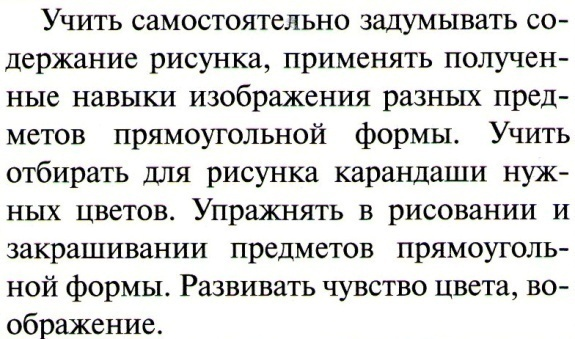 Учить самостоятельно задумывать со-
держание рисунка, применять получен-
ные навыки изображения разных пред-
метов прямоугольной формы. Учить
отбирать для рисунка карандаши нуж-
ных цветов. Упражнять в рисовании и
закрашивании предметов прямоуголь-
ной формы. Развивать чувство цвета, во-
ображение.